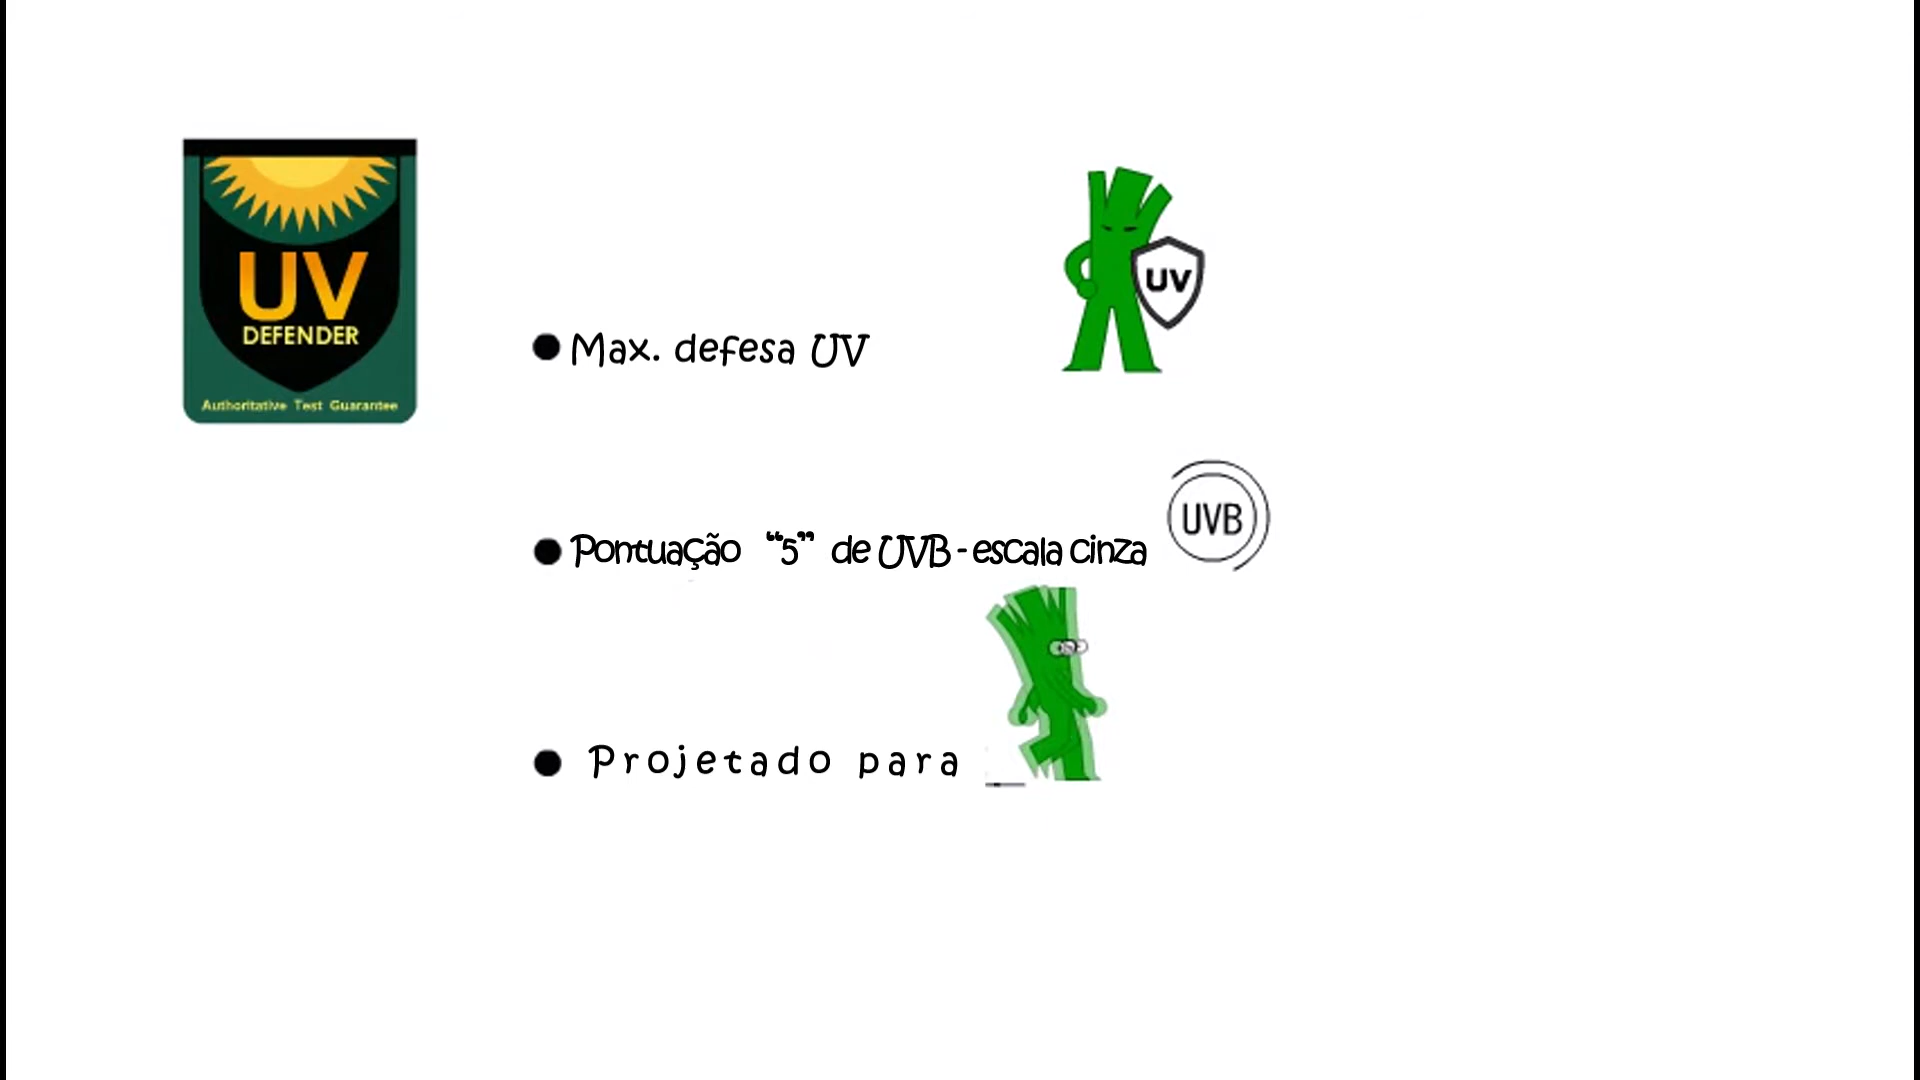 UV
DEFENDER
Authoritative Test Guarantee
UV
● Max. defesa UV
UVB
● Pontuação “5” de UVB - escala cinza
● Projetado para